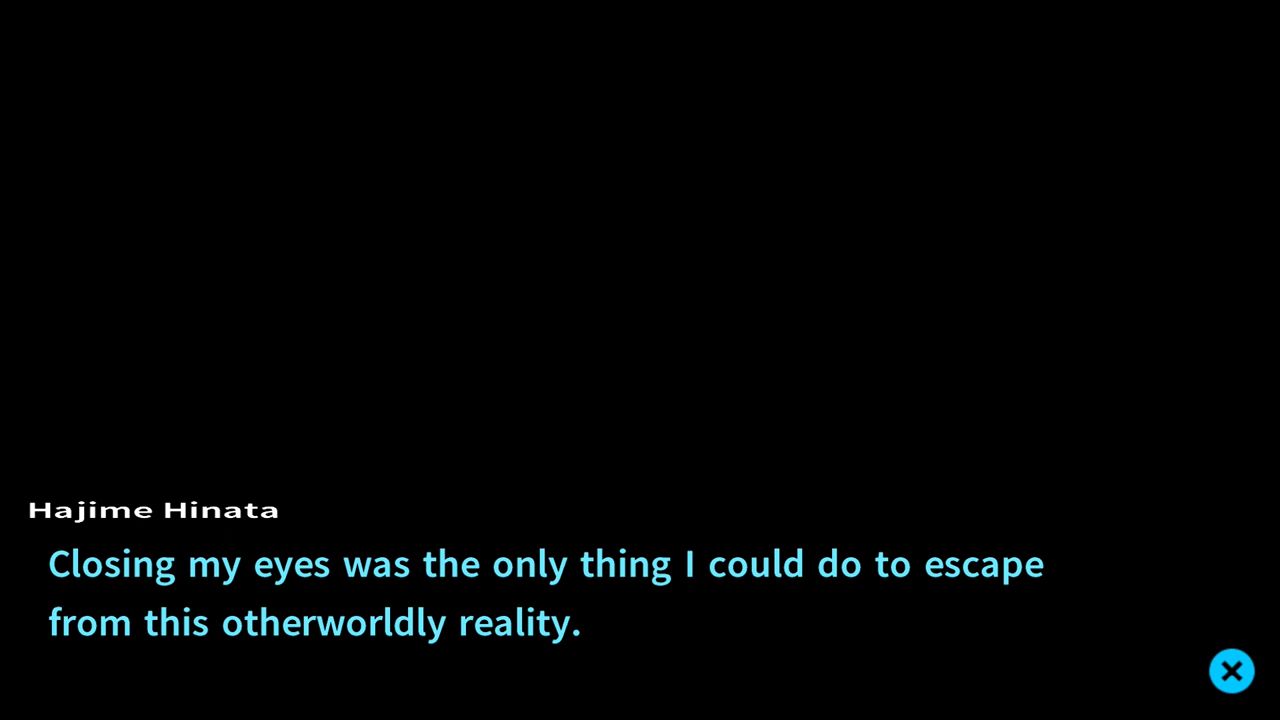 Hajime Hinata
Closing my eyes was the only thing I could do to escape
from this otherworldly reality.